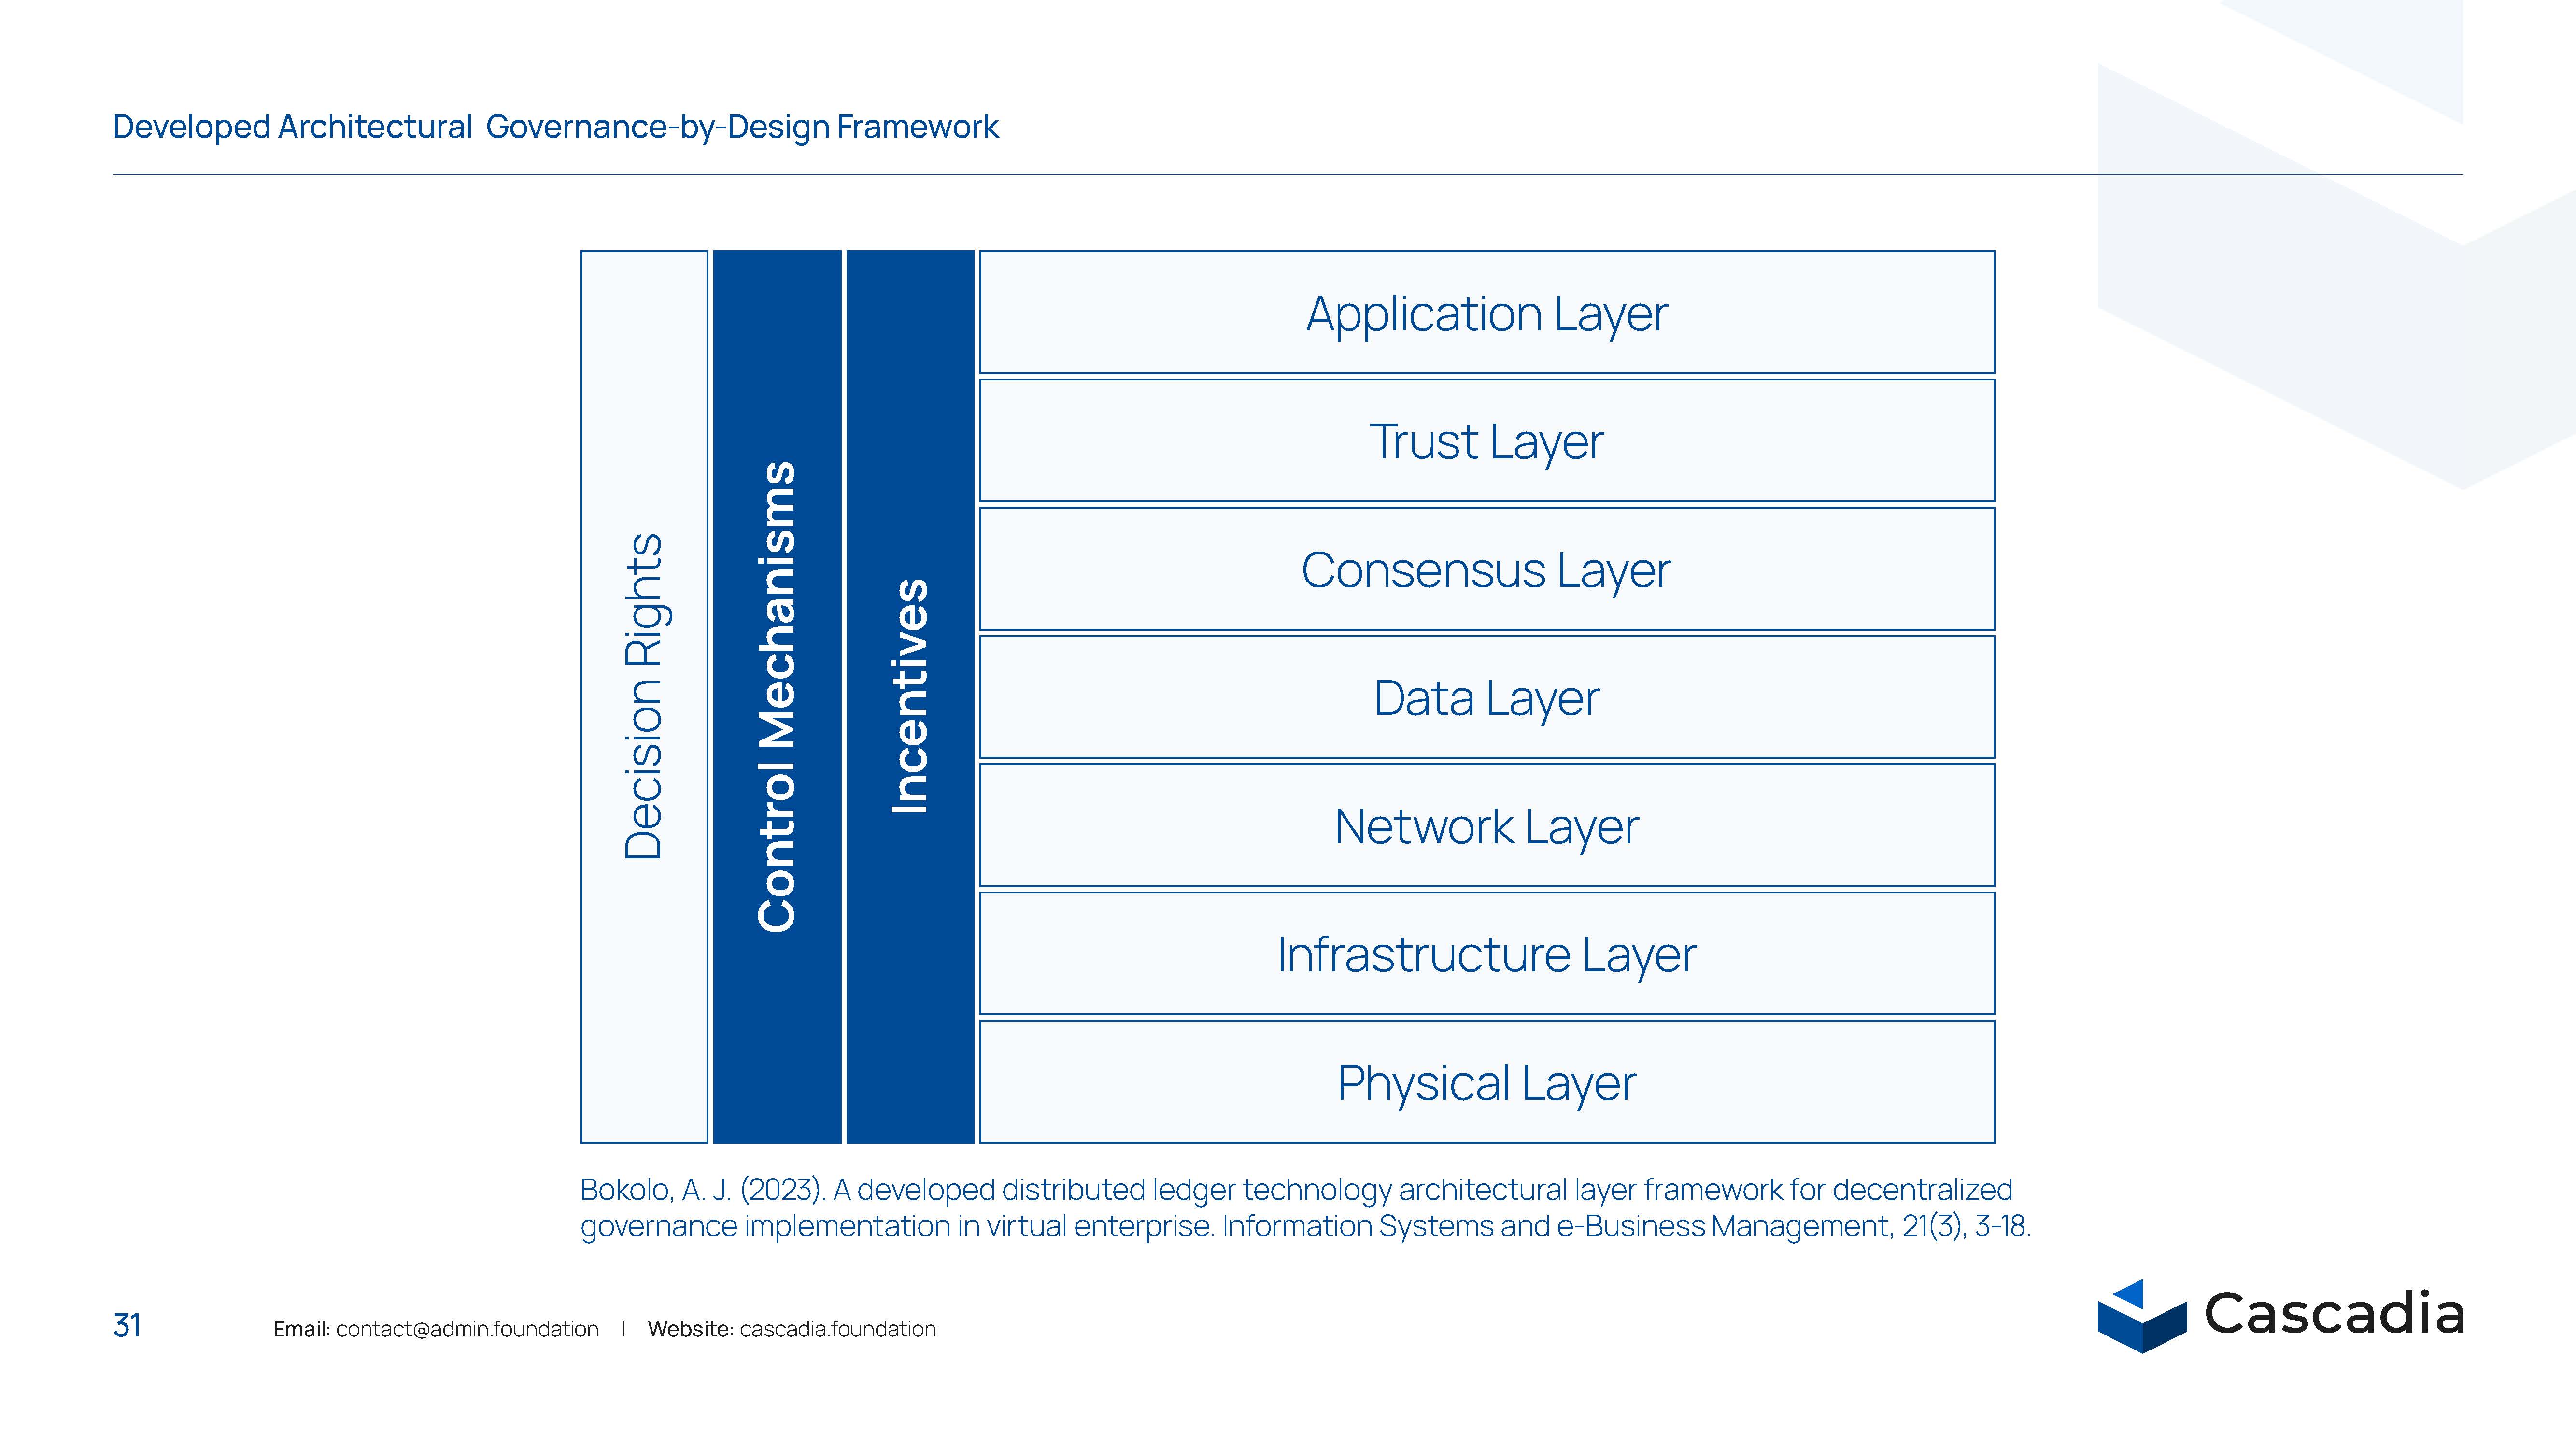 Developed Architectural Governance-by-Design Framework
Decision Rights
Control Mechanisms
Incentives
Application Layer
Trust Layer
Consensus Layer
Data Layer
Network Layer
Infrastructure Layer
Physical Layer
Bokolo, A. J. (2023). A developed distributed ledger technology architectural layer framework for decentralized
governance implementation in virtual enterprise. Information Systems and e-Business Management, 21(3), 3-18.
31
Email: contact@admin.foundation | Website: cascadia.foundation
Cascadia